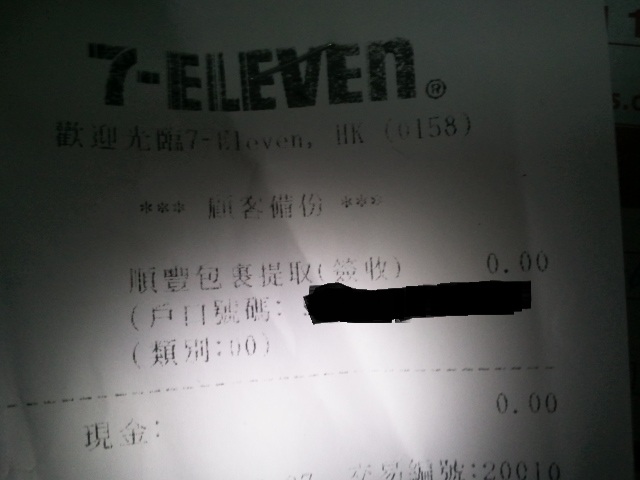 7-ELEVEN®
歡迎光臨7-Eleven, HK (0158)
*** 顧客備份 ***
順豐包裹提取(簽收) 0.00
(戶口號碼:
(類別:00)
現金: 0.00
交易編號:20010